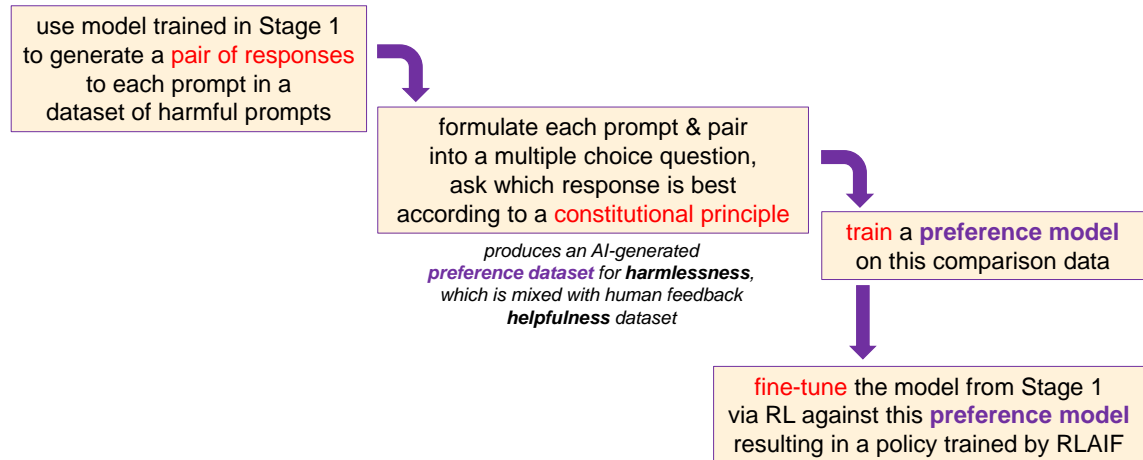 use model trained in Stage 1
to generate a pair of responses
to each prompt in a
dataset of harmful prompts
formulate each prompt & pair
into a multiple choice question,
ask which response is best
according to a constitutional principle
produces an AI-generated
preference dataset for harmlessness,
which is mixed with human feedback
helpfulness dataset
train a preference model
on this comparison data
fine-tune the model from Stage 1
via RL against this preference model
resulting in a policy trained by RLAIF